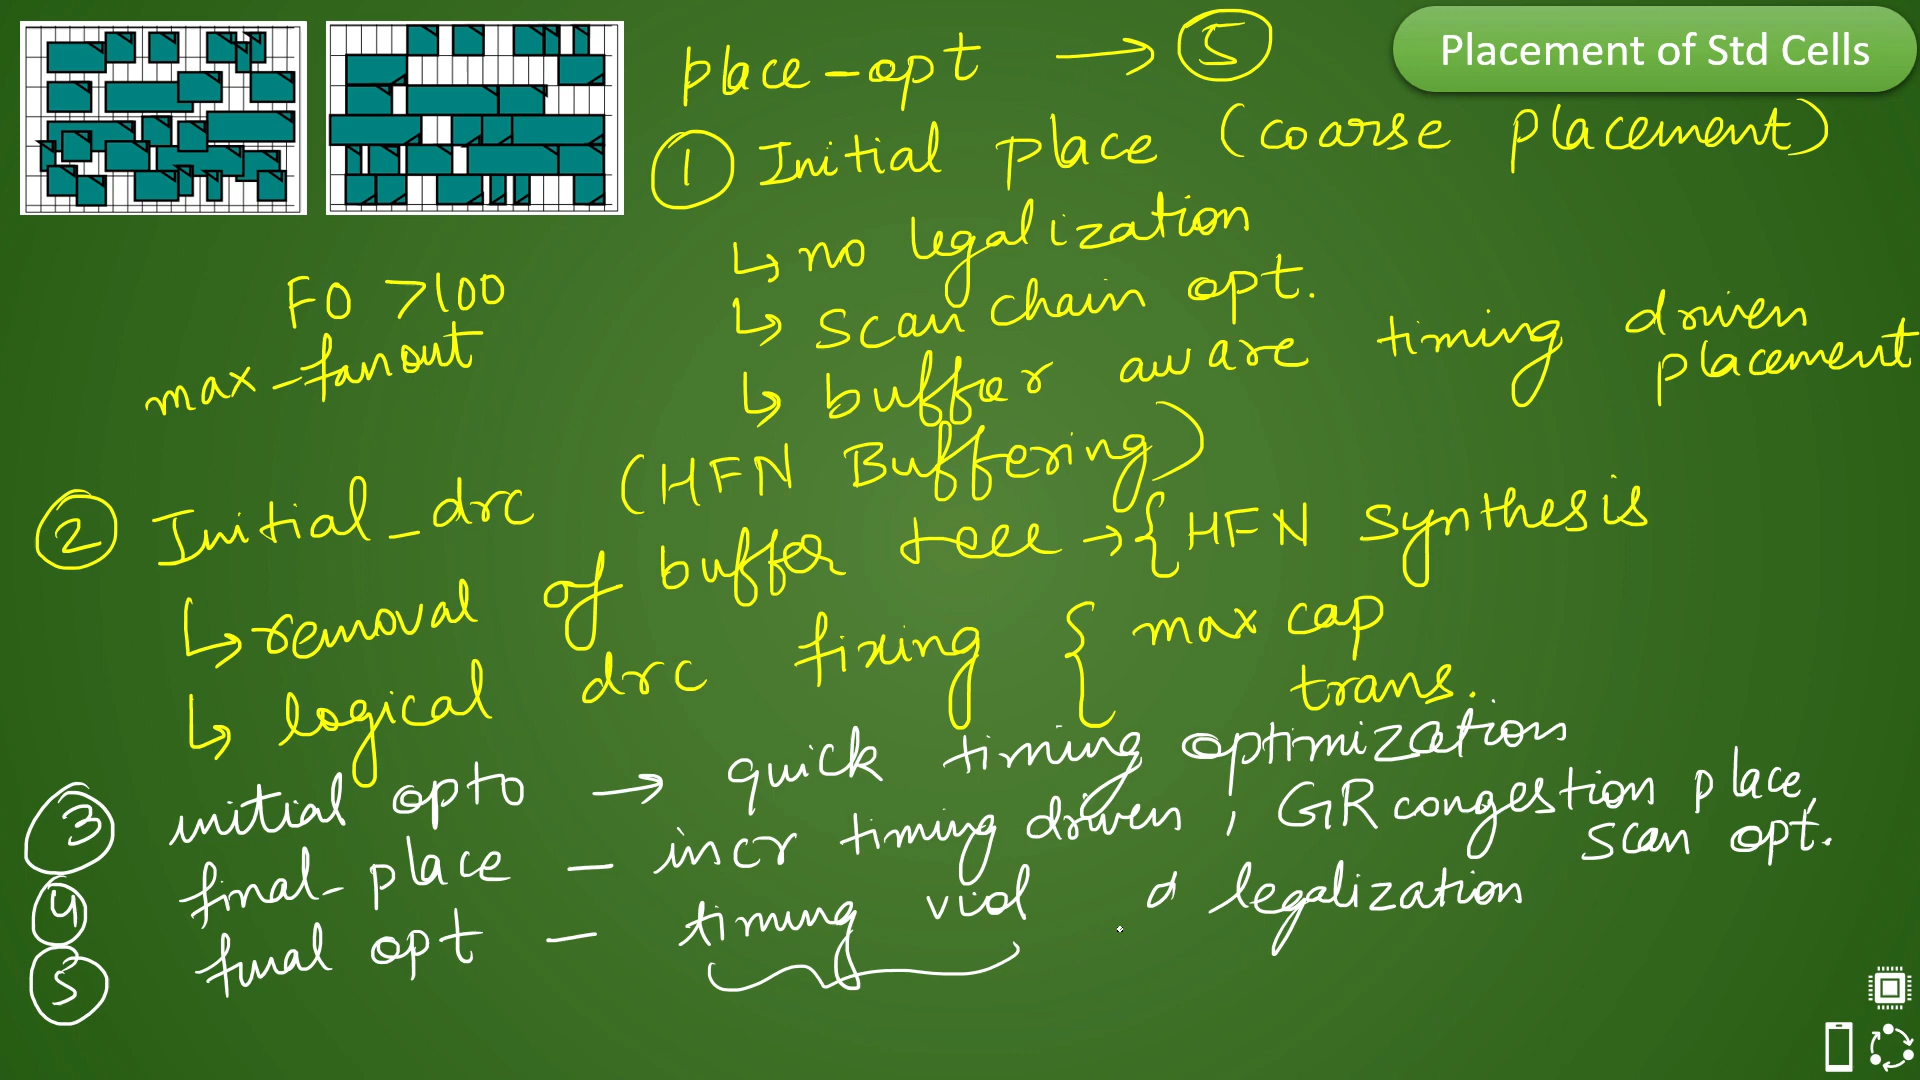 Placement of Std Cells
place-opt → 5
1 Initial place (coarse placement)
↳ no legalization
↳ scan chain opt.
↳ buffer aware timing driven placement
FO >100
max-fanout
2 Initial_drc (HFN Buffering)
↳ removal of buffer tree → { HFN synthesis
↳ logical drc fixing { max cap
trans.
3 initial opto → quick timing optimization
4 final-place – incr timing driven, GR congestion place,
scan opt.
5 final opt – timing viol & legalization